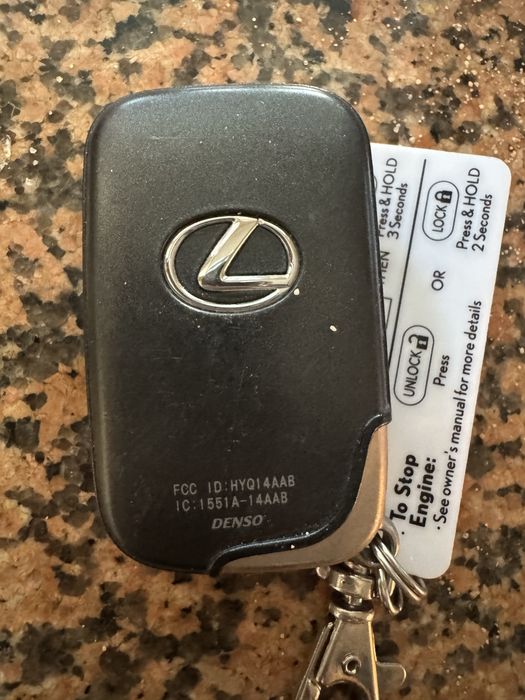 FCC ID:HYQ14AAB
IC:1551A-14AAB
DENSO
Press & HOLD
3 Seconds
LOCK
Press & HOLD
2 Seconds
OR
UNLOCK
Press
· To Stop
Engine:
· See owner's manual for more details